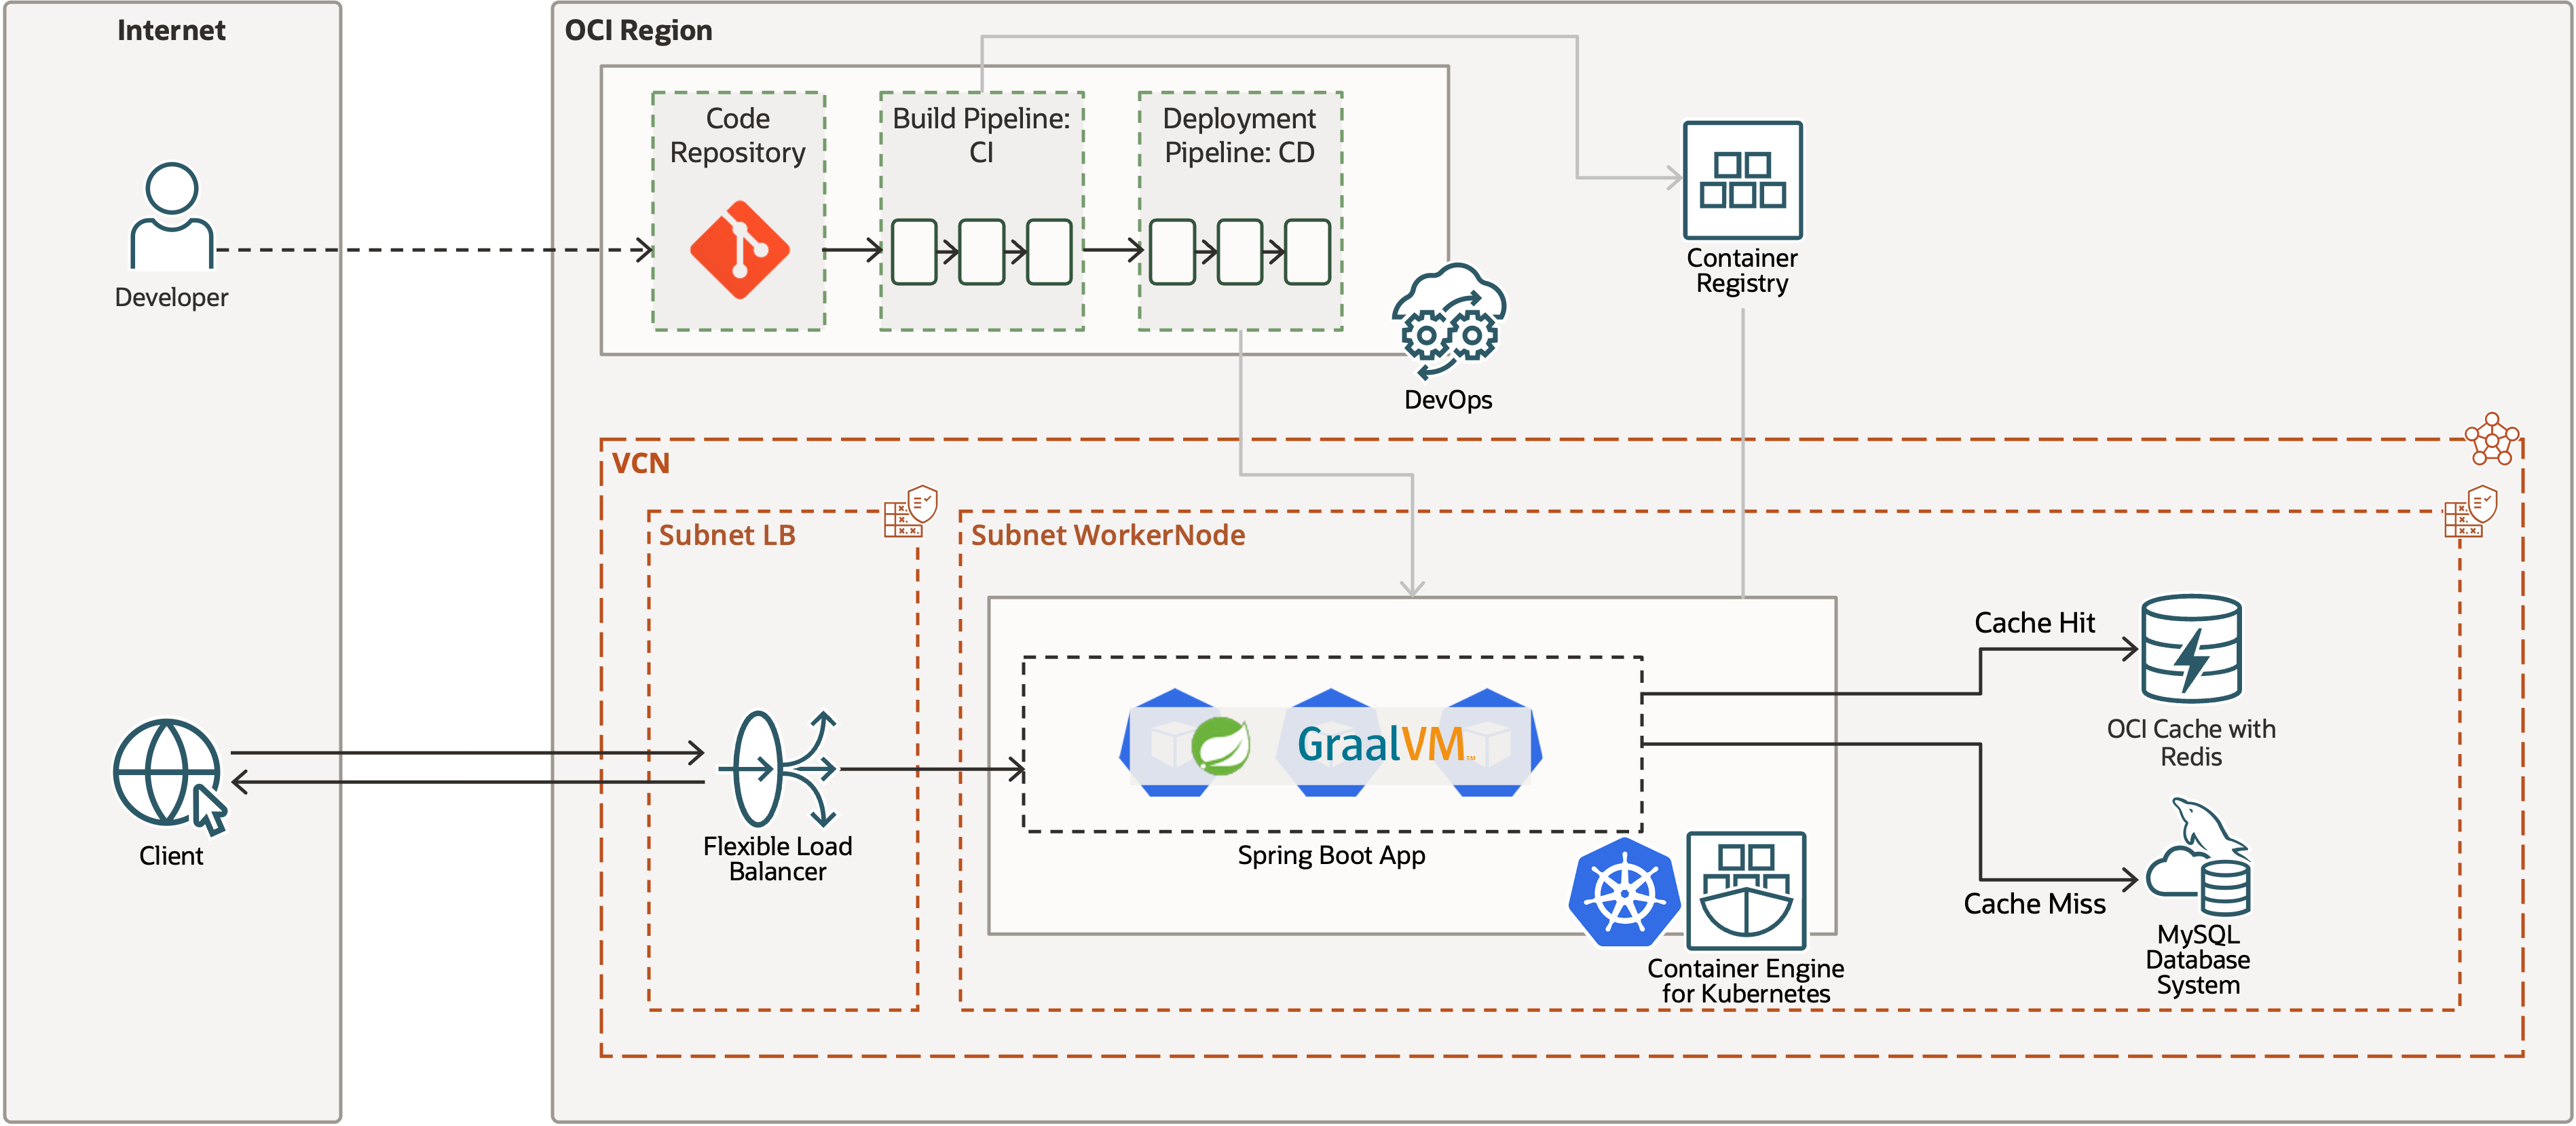 Internet
OCI Region
Code
Repository
Build Pipeline:
CI
Deployment
Pipeline: CD
Developer
Container
Registry
DevOps
VCN
Subnet LB
Subnet WorkerNode
Cache Hit
OCI Cache with
Redis
GraalVM™
Spring Boot App
Client
Flexible Load
Balancer
Cache Miss
MySQL
Database
System
Container Engine
for Kubernetes